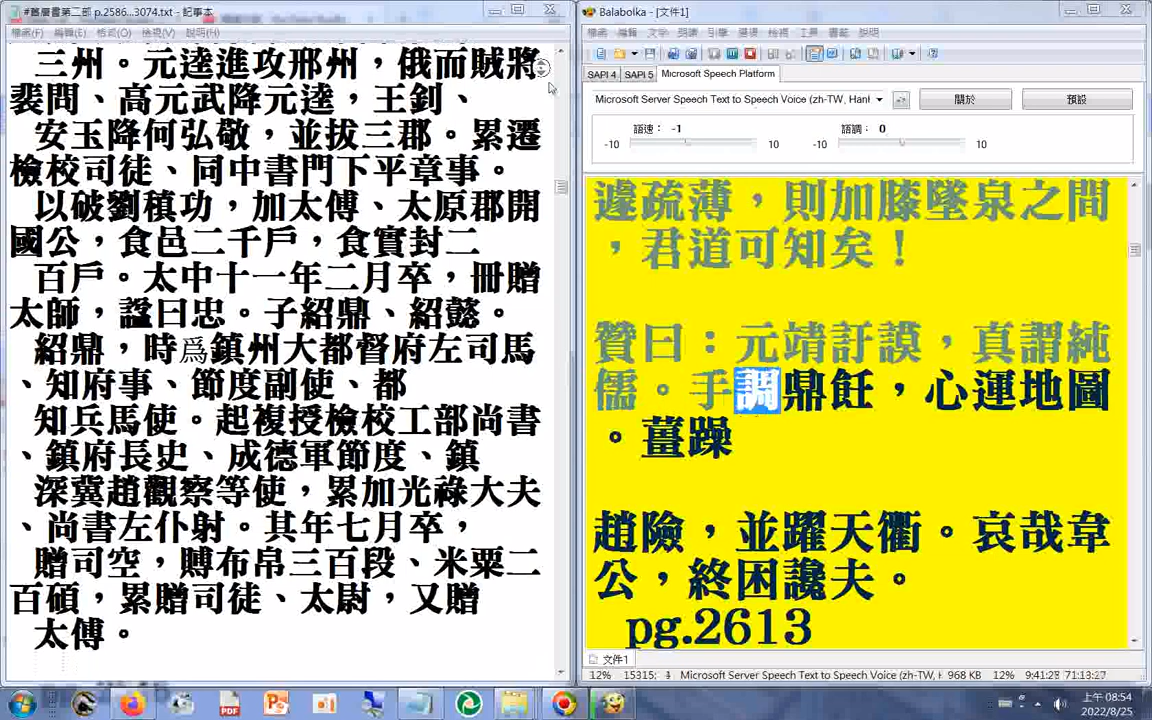 #舊唐書第二部 p.2586...3074.txt - 記事本
檔案(F) 編輯(E) 格式(O) 檢視(V) 說明(H)
三州。元逵進攻邢州，俄而賊將
裴問、高元武降元逵，王釗、
安玉降何弘敬，並拔三郡。累遷
檢校司徒、同中書門下平章事。
以破劉稹功，加太傅、太原郡開
國公，食邑二千戶，食實封二
百戶。太中十一年二月卒，冊贈
太師，謚曰忠。子紹鼎、紹懿。
紹鼎，時爲鎮州大都督府左司馬
、知府事、節度副使、都
知兵馬使。起複授檢校工部尚書
、鎮府長史、成德軍節度、鎮
深冀趙觀察等使，累加光祿大夫
、尚書左仆射。其年七月卒，
贈司空，賻布帛三百段、米粟二
百碩，累贈司徒、太尉，又贈
太傅。
Balabolka - [文件1]
檔案 編輯 文字 朗讀 引擎 選項 檢視 工具 書籤 說明
SAPI 4 SAPI 5 Microsoft Speech Platform
Microsoft Server Speech Text to Speech Voice (zh-TW, Hanl
關於 預設
語速： -1 語調： 0
-10 10 -10 10
遽疏薄，則加膝墜泉之間
，君道可知矣！
贊曰：元靖訏謨，真謂純
儒。手調鼎飪，心運地圖
。薑躁
趙險，並躍天衢。哀哉韋
公，終困讒夫。
pg.2613
文件1
12% 15315: 4 Microsoft Server Speech Text to Speech Voice (zh-TW, H 968 KB 12% 9:41:28 71:13:27
上午 08:54
2022/8/25